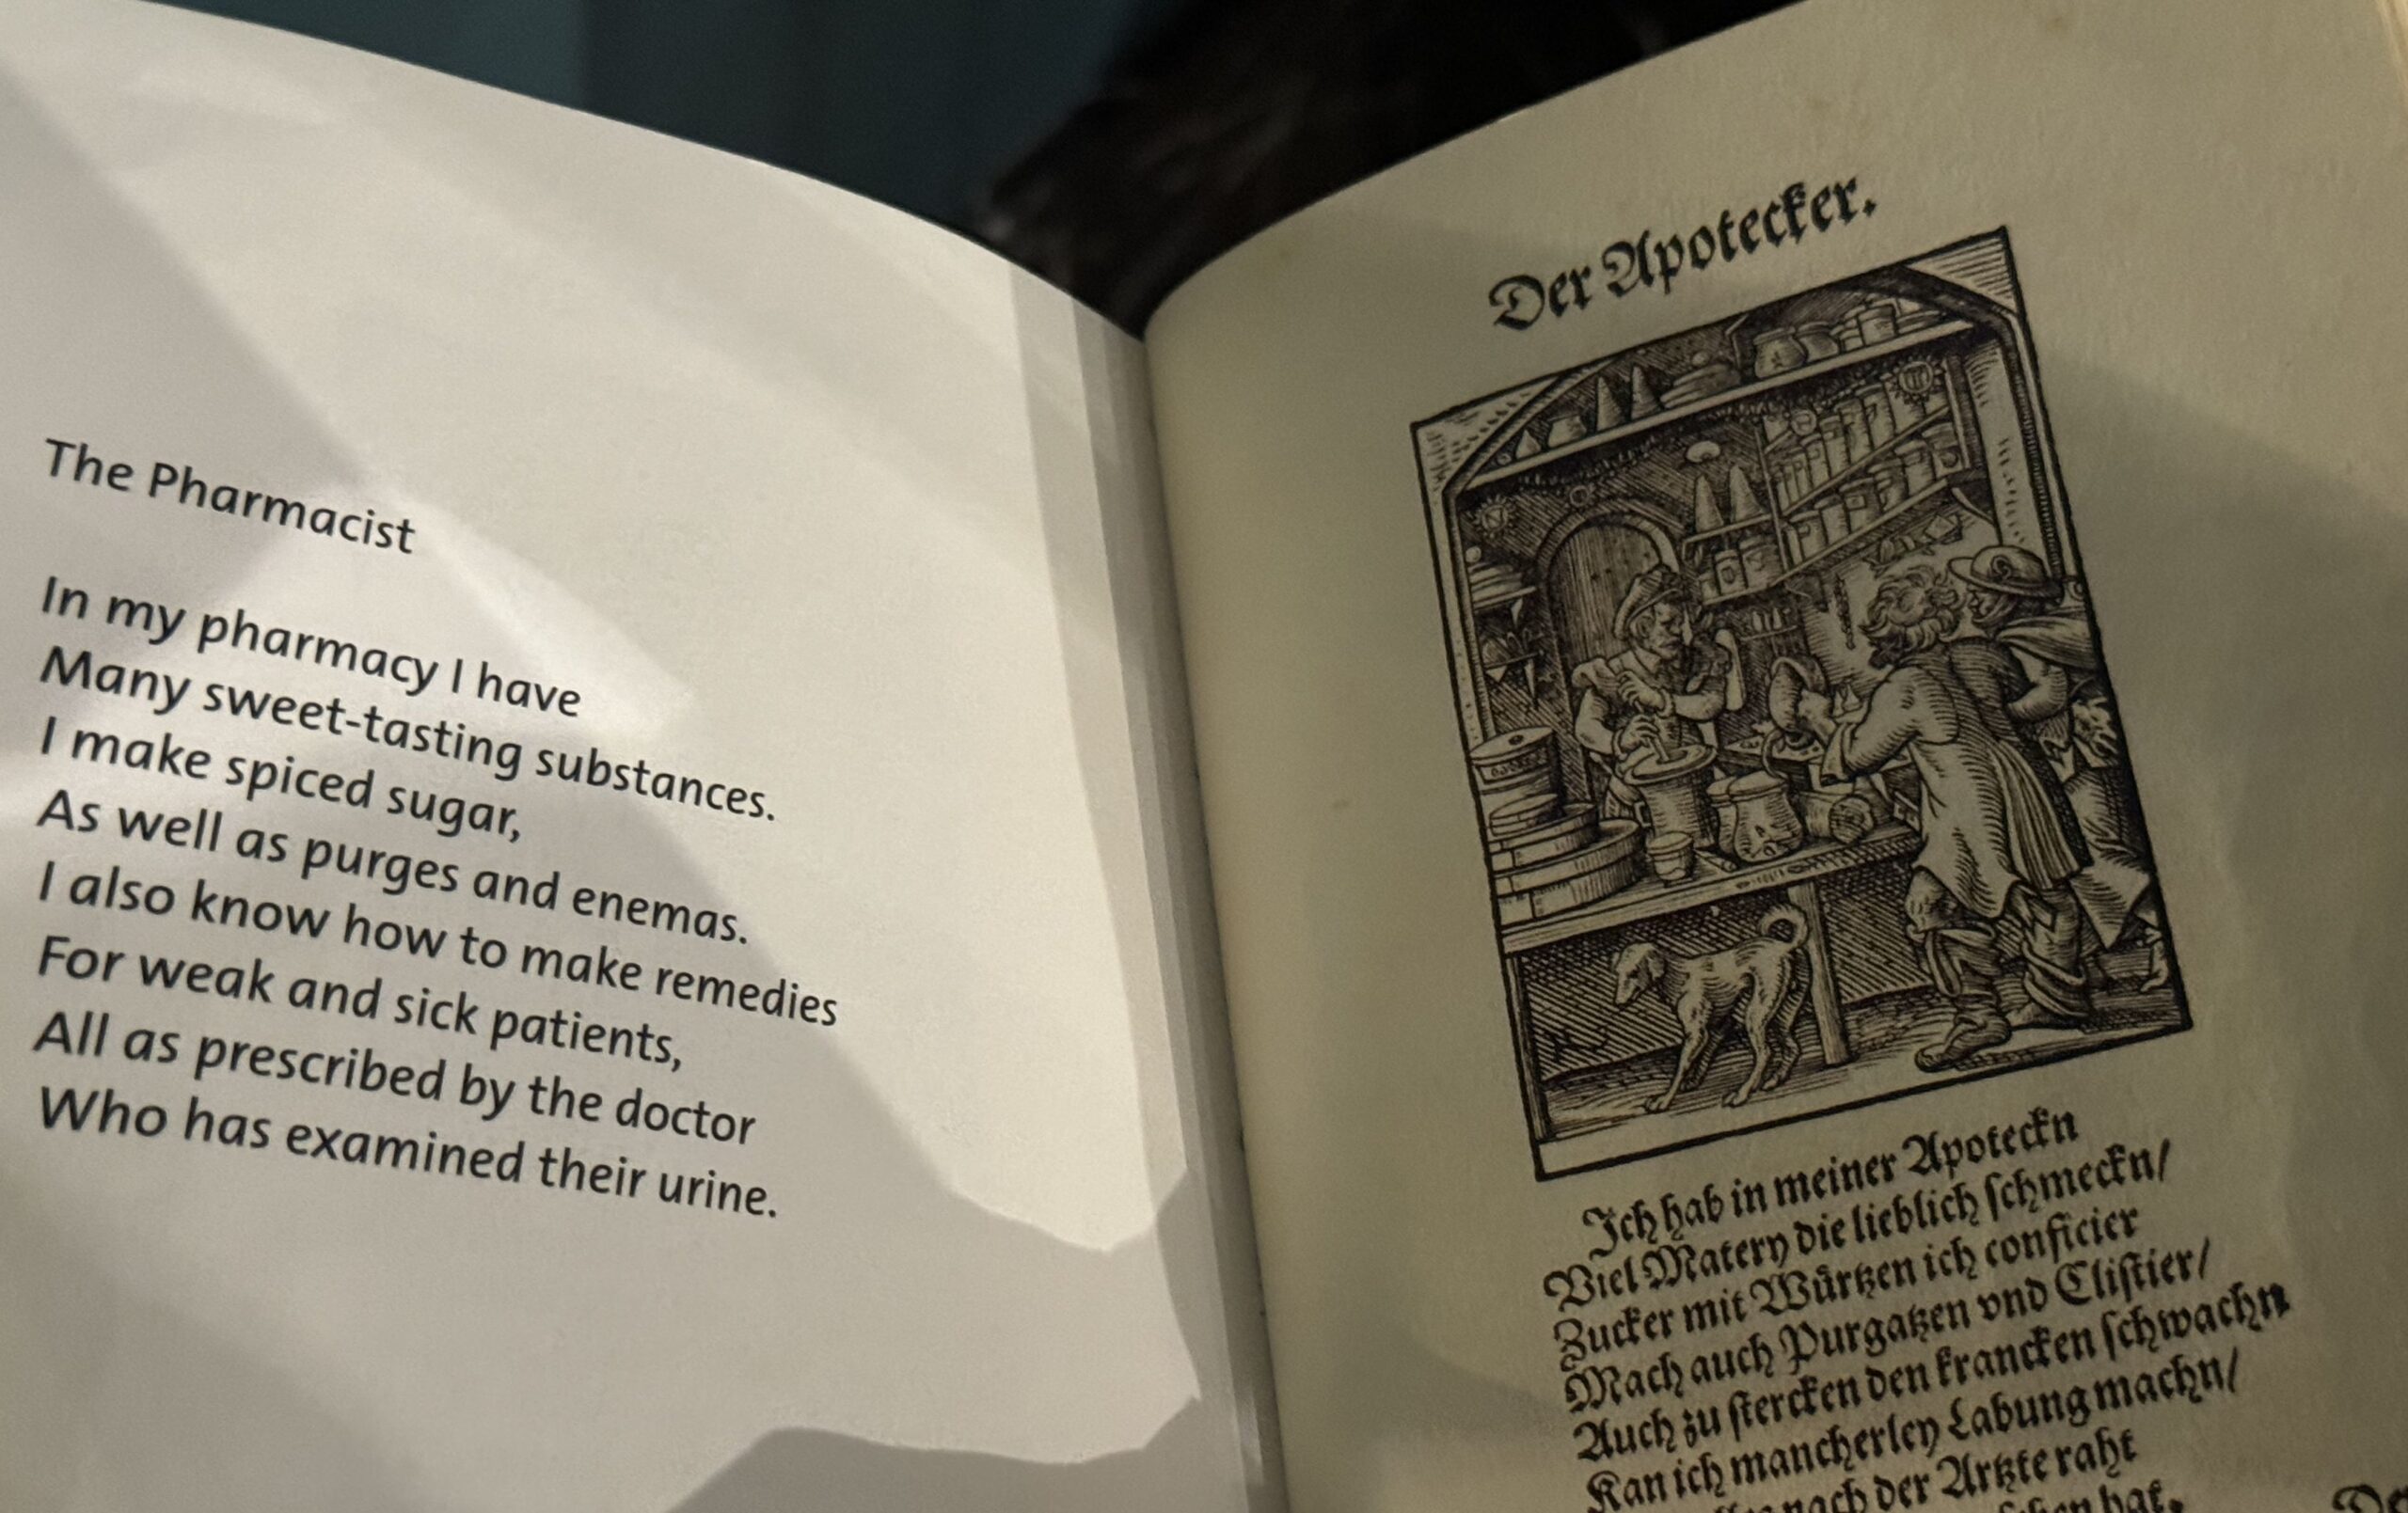 The Pharmacist
In my pharmacy I have
Many sweet-tasting substances.
I make spiced sugar,
As well as purges and enemas.
I also know how to make remedies
For weak and sick patients,
All as prescribed by the doctor
Who has examined their urine.
Der Apotecker.
Ich hab in meiner Apoteckn
Viel Matery die lieblich schmeckn/
Zucker mit Würtzen ich conficier
Mach auch Purgatzen vnd Clistier/
Auch zu stercken den krancken schwachn
Kan ich mancherley Labung machn/
nach der Artzte raht
hat.